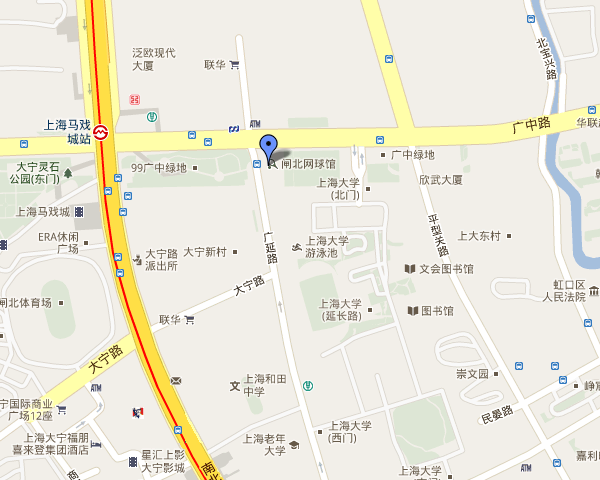 泛欧现代
大厦
联华
北宝兴路
ATM
上海马戏
城站
广中路
华联
闸北网球馆
广中绿地
99广中绿地
大宁灵石
公园(东门)
上海大学
(北门)
欣武大厦
上海马戏城
平型关路
ERA休闲
广场
广延路
上海大学
游泳池
上大东村
大宁路
派出所
大宁新村
文会图书馆
大宁路
虹口区
人民法院
闸北体育场
上海大学
(延长路)
图书馆
联华
大宁路
崇文园
ATM
上海和田
中学
宁国际商业
广场12座
民晏路
上海大宁福朋
喜来登集团酒店
上海老年
大学
上海大学
(西门)
星汇上影
大宁影城
南北
嘉利
商
ATM
上海大学